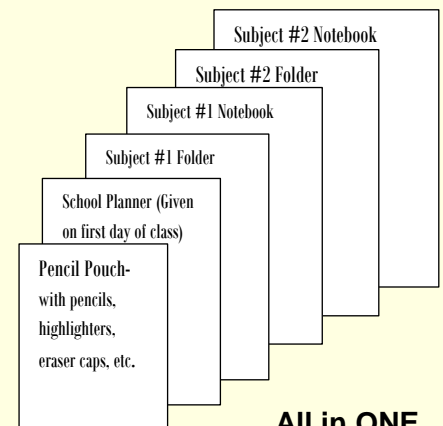 Subject #2 Notebook
Subject #2 Folder
Subject #1 Notebook
Subject #1 Folder
School Planner (Given
on first day of class)
Pencil Pouch-
with pencils,
highlighters,
eraser caps, etc.
All in ONE